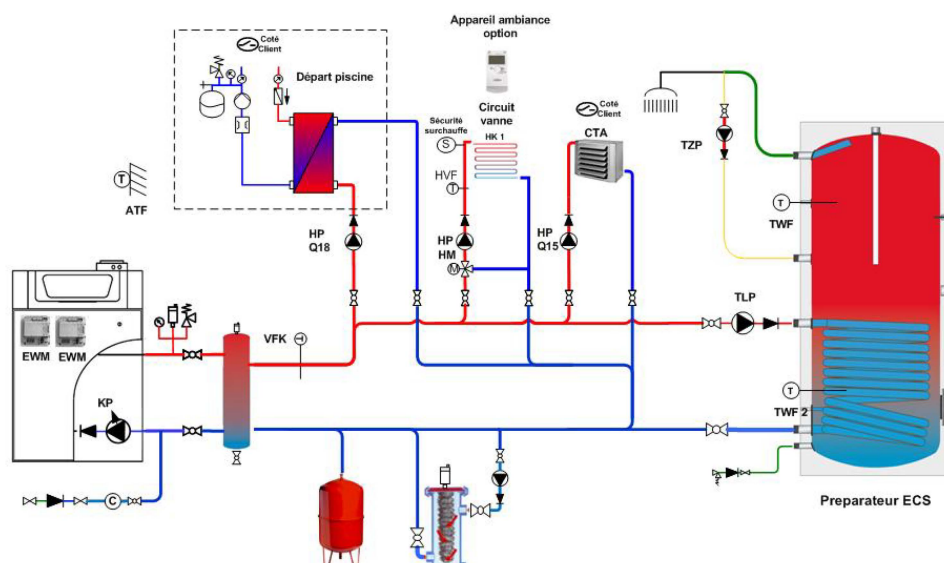 Appareil ambiance
option
Coté
Client
Départ piscine
Circuit
vanne
Sécurité
surchauffe
HK 1
S
HVF
T
Coté
Client
CTA
TZP
T
ATF
T
TWF
HP
Q18
HP
HM
M
HP
Q15
TLP
EWM
EWM
VFK
T
TWF 2
KP
C
Preparateur ECS